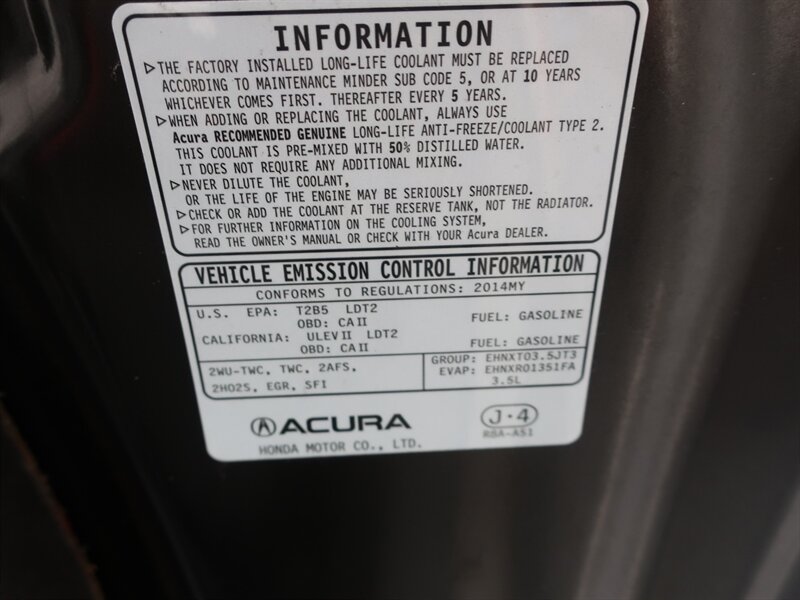 INFORMATION
▷THE FACTORY INSTALLED LONG-LIFE COOLANT MUST BE REPLACED
ACCORDING TO MAINTENANCE MINDER SUB CODE 5, OR AT 10 YEARS
WHICHEVER COMES FIRST. THEREAFTER EVERY 5 YEARS.
▷WHEN ADDING OR REPLACING THE COOLANT, ALWAYS USE
Acura RECOMMENDED GENUINE LONG-LIFE ANTI-FREEZE/COOLANT TYPE 2.
THIS COOLANT IS PRE-MIXED WITH 50% DISTILLED WATER.
IT DOES NOT REQUIRE ANY ADDITIONAL MIXING.
▷NEVER DILUTE THE COOLANT,
OR THE LIFE OF THE ENGINE MAY BE SERIOUSLY SHORTENED.
▷CHECK OR ADD THE COOLANT AT THE RESERVE TANK, NOT THE RADIATOR.
▷FOR FURTHER INFORMATION ON THE COOLING SYSTEM,
READ THE OWNER'S MANUAL OR CHECK WITH YOUR Acura DEALER.
VEHICLE EMISSION CONTROL INFORMATION
CONFORMS TO REGULATIONS: 2014MY
U.S. EPA: T2B5 LDT2
OBD: CAII FUEL: GASOLINE
CALIFORNIA: ULEVII LDT2
OBD: CAII FUEL: GASOLINE
2WU-TWC, TWC, 2AFS,
2HO2S, EGR, SFI
GROUP: EHNXT03.5JT3
EVAP: EHNXR01351FA
3.5L
ACURA
HONDA MOTOR CO., LTD.
J-4
R8A-A51